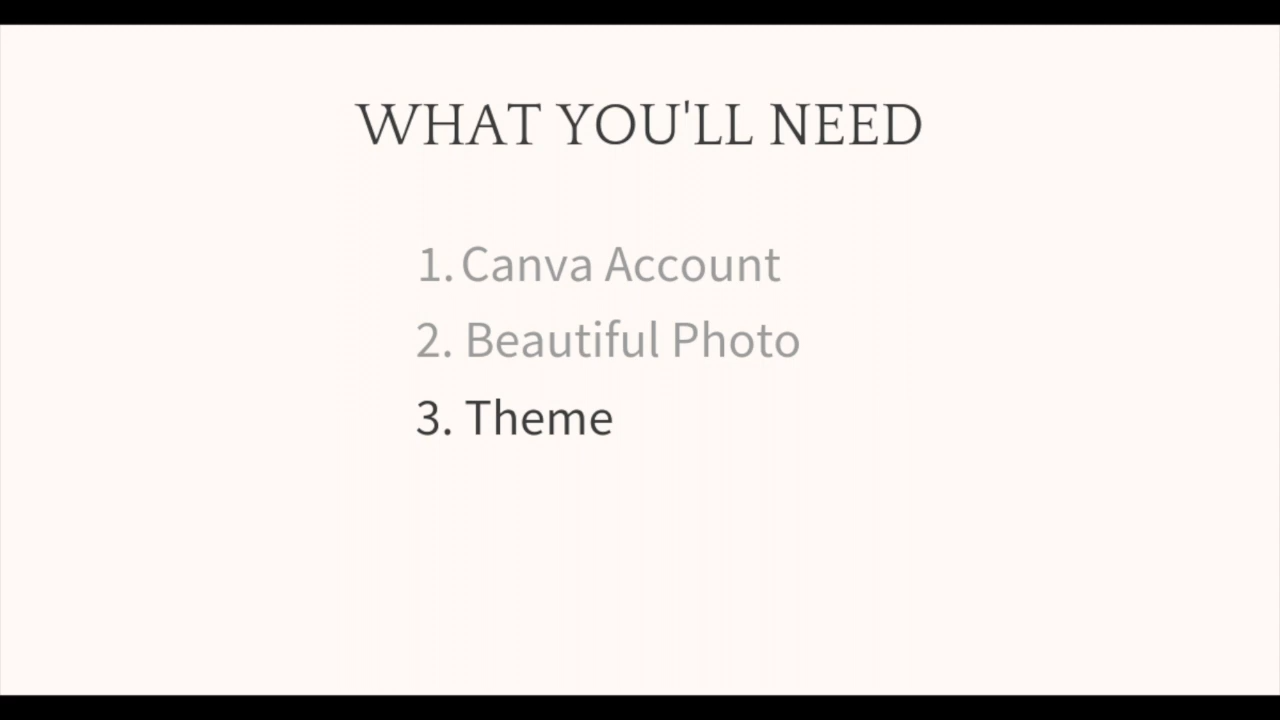 WHAT YOU'LL NEED
1. Canva Account
2. Beautiful Photo
3. Theme